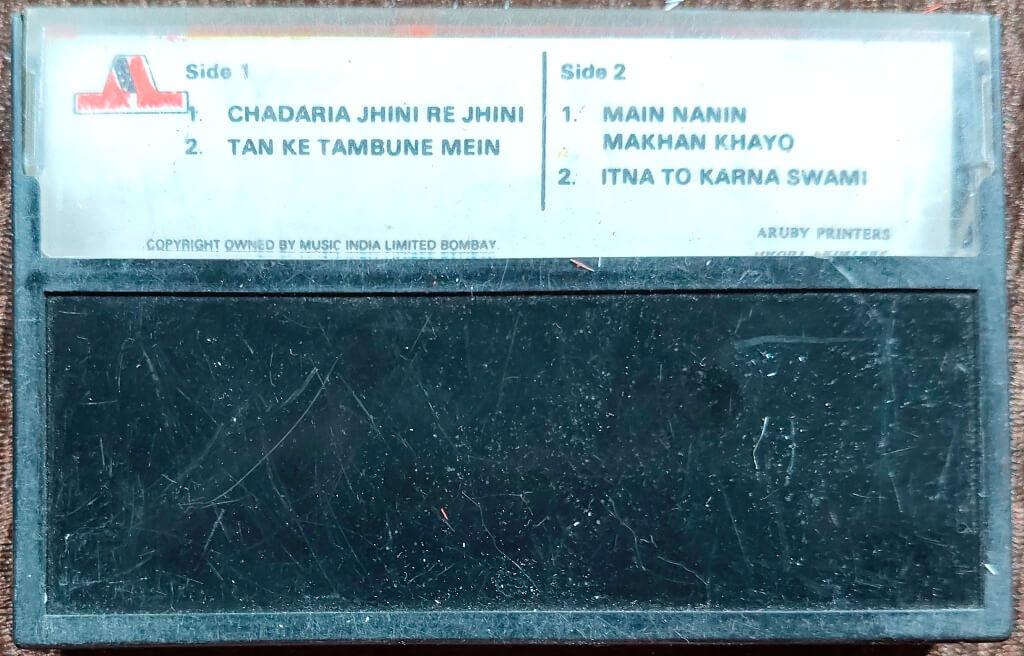 Side 1
1. CHADARIA JHINI RE JHINI
2. TAN KE TAMBUNE MEIN
Side 2
1. MAIN NANIN
MAKHAN KHAYO
2. ITNA TO KARNA SWAMI
COPYRIGHT OWNED BY MUSIC INDIA LIMITED BOMBAY
ARUBY PRINTERS